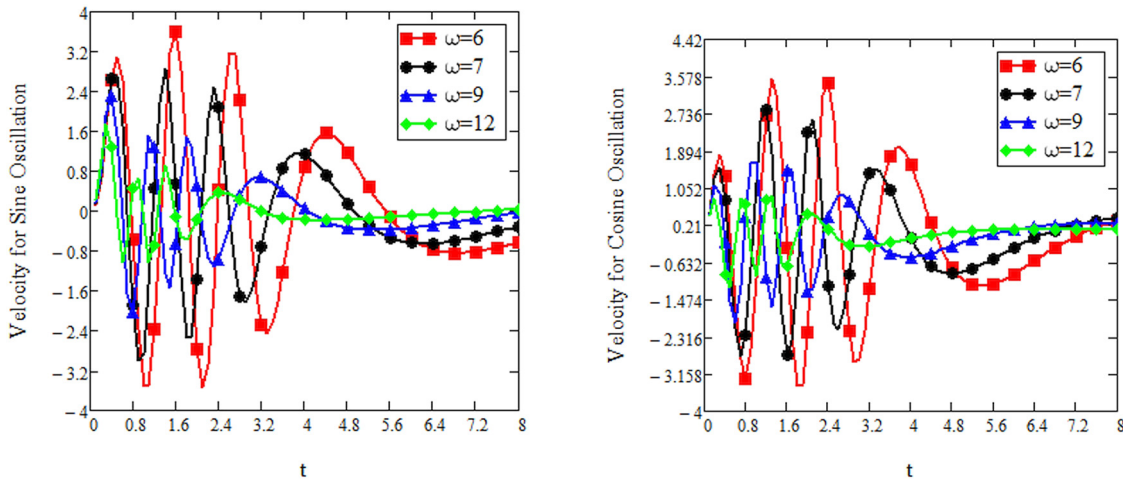 Velocity for Sine Oscillation
4
3.2
2.4
1.6
0.8
0
−0.8
−1.6
−2.4
−3.2
−4
ω=6
ω=7
ω=9
ω=12
0 0.8 1.6 2.4 3.2 4 4.8 5.6 6.4 7.2 8
t
Velocity for Cosine Oscillation
4.42
3.578
2.736
1.894
1.052
0.21
−0.632
−1.474
−2.316
−3.158
−4
ω=6
ω=7
ω=9
ω=12
0 0.8 1.6 2.4 3.2 4 4.8 5.6 6.4 7.2 8
t